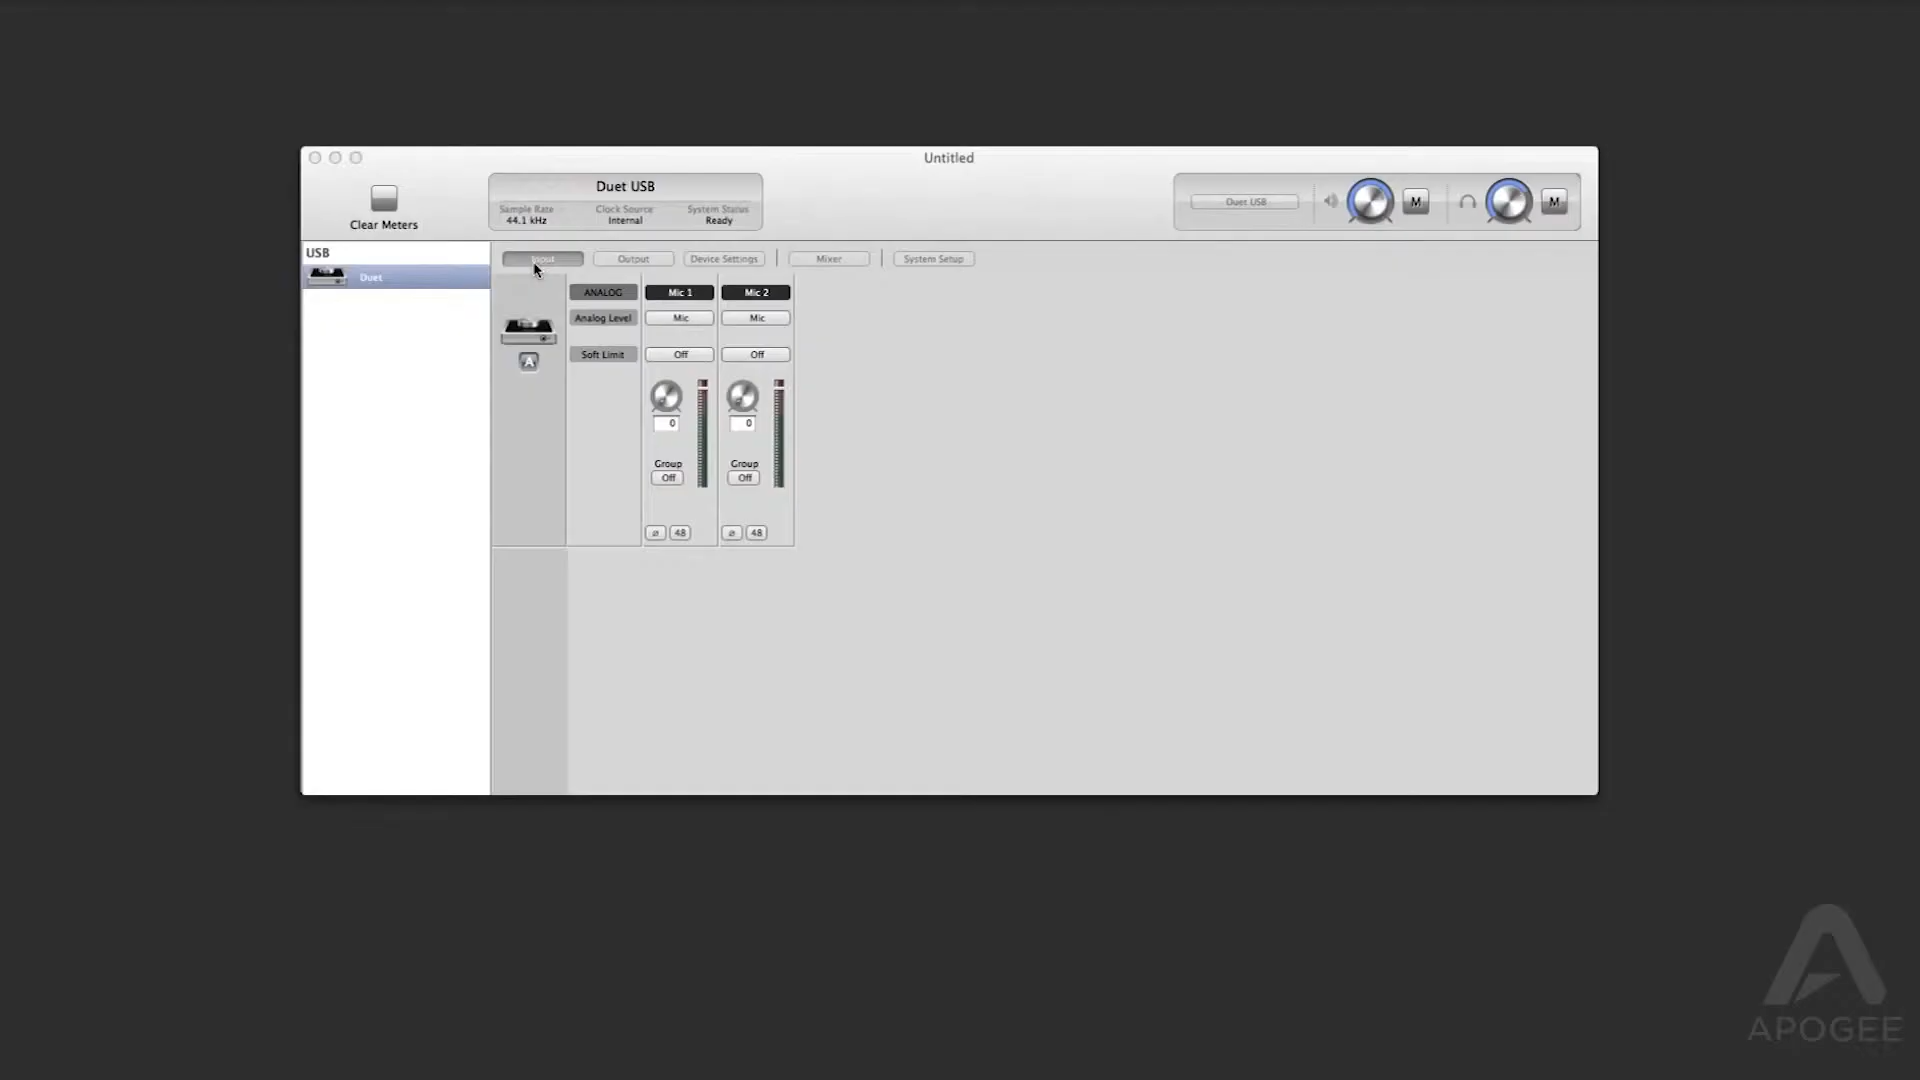 Untitled
Clear Meters
Duet USB
Sample Rate Clock Source System Status
44.1 kHz Internal Ready
Duet USB M M
USB
Duet
Input Output Device Settings Mixer System Setup
ANALOG Mic 1 Mic 2
Analog Level Mic Mic
A
Soft Limit Off Off
0 0
Group Group
Off Off
ø 48 ø 48
APOGEE